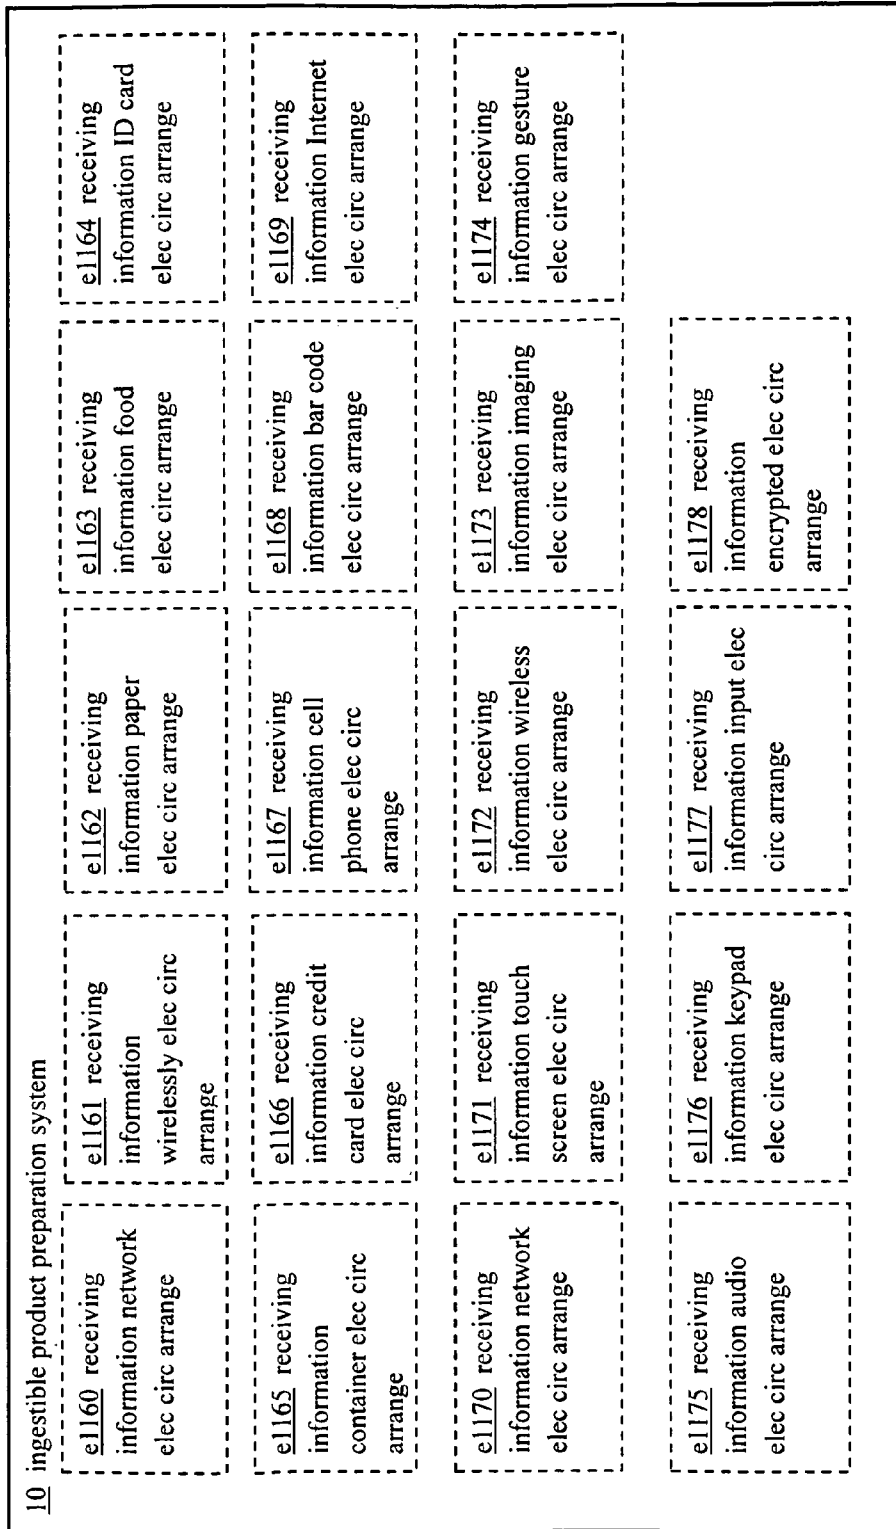 10 ingestible product preparation system
e1160 receiving
information network
elec circ arrange
e1161 receiving
information
wirelessly elec circ
arrange
e1162 receiving
information paper
elec circ arrange
e1163 receiving
information food
elec circ arrange
e1164 receiving
information ID card
elec circ arrange
e1165 receiving
information
container elec circ
arrange
e1166 receiving
information credit
card elec circ
arrange
e1167 receiving
information cell
phone elec circ
arrange
e1168 receiving
information bar code
elec circ arrange
e1169 receiving
information Internet
elec circ arrange
e1170 receiving
information network
elec circ arrange
e1171 receiving
information touch
screen elec circ
arrange
e1172 receiving
information wireless
elec circ arrange
e1173 receiving
information imaging
elec circ arrange
e1174 receiving
information gesture
elec circ arrange
e1175 receiving
information audio
elec circ arrange
e1176 receiving
information keypad
elec circ arrange
e1177 receiving
information input elec
circ arrange
e1178 receiving
information
encrypted elec circ
arrange